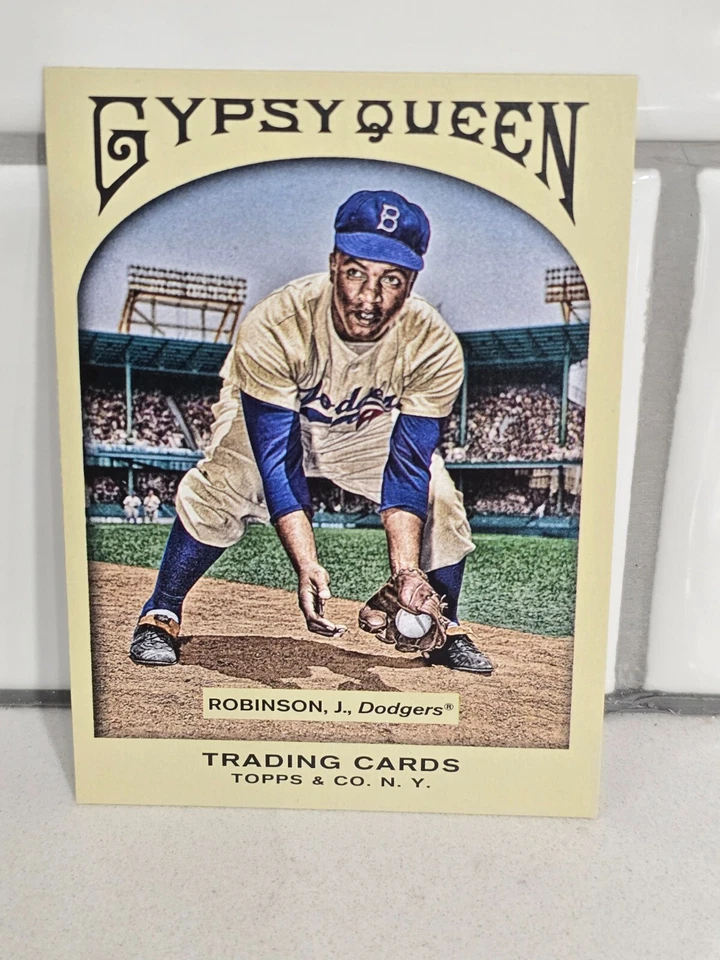 GYPSY QUEEN
B
Dodgers
ROBINSON, J., Dodgers®
TRADING CARDS
TOPPS & CO. N. Y.